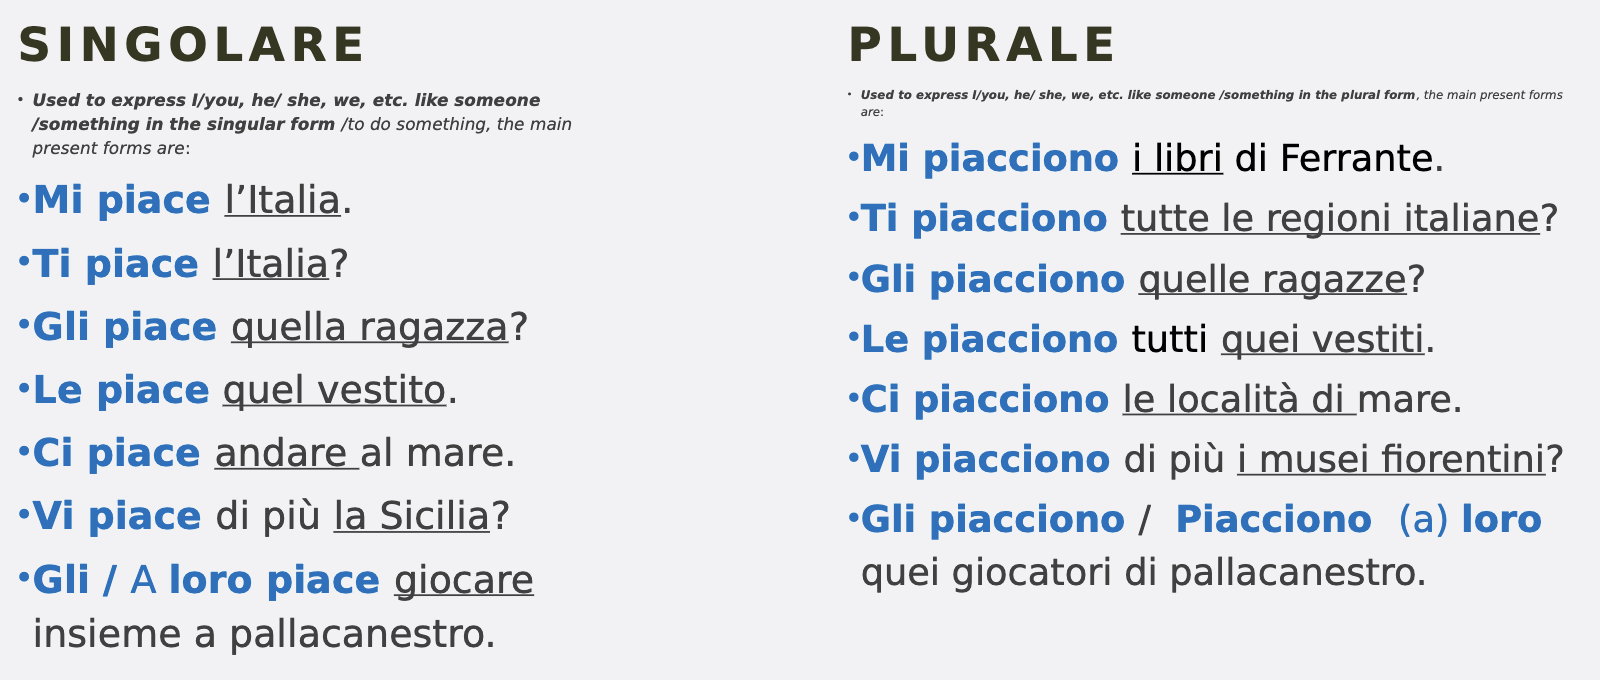 SINGOLARE
• Used to express I/you, he/ she, we, etc. like someone
/something in the singular form /to do something, the main
present forms are:
•Mi piace l’Italia.
•Ti piace l’Italia?
•Gli piace quella ragazza?
•Le piace quel vestito.
•Ci piace andare al mare.
•Vi piace di più la Sicilia?
•Gli / A loro piace giocare
insieme a pallacanestro.
PLURALE
• Used to express I/you, he/ she, we, etc. like someone /something in the plural form, the main present forms
are:
•Mi piacciono i libri di Ferrante.
•Ti piacciono tutte le regioni italiane?
•Gli piacciono quelle ragazze?
•Le piacciono tutti quei vestiti.
•Ci piacciono le località di mare.
•Vi piacciono di più i musei fiorentini?
•Gli piacciono / Piacciono (a) loro
quei giocatori di pallacanestro.